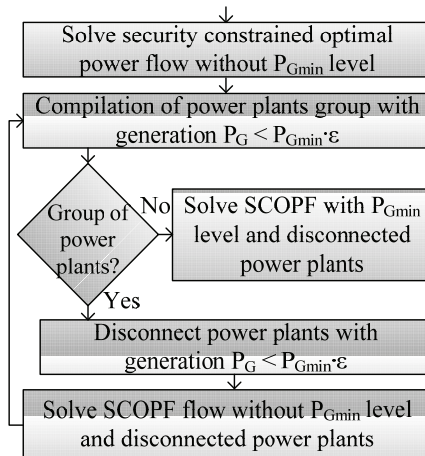 Solve security constrained optimal
power flow without PGmin level
Compilation of power plants group with
generation PG < PGmin·ε
Group of
power
plants?
No
Solve SCOPF with PGmin
level and disconnected
power plants
Yes
Disconnect power plants with
generation PG < PGmin·ε
Solve SCOPF flow without PGmin level
and disconnected power plants